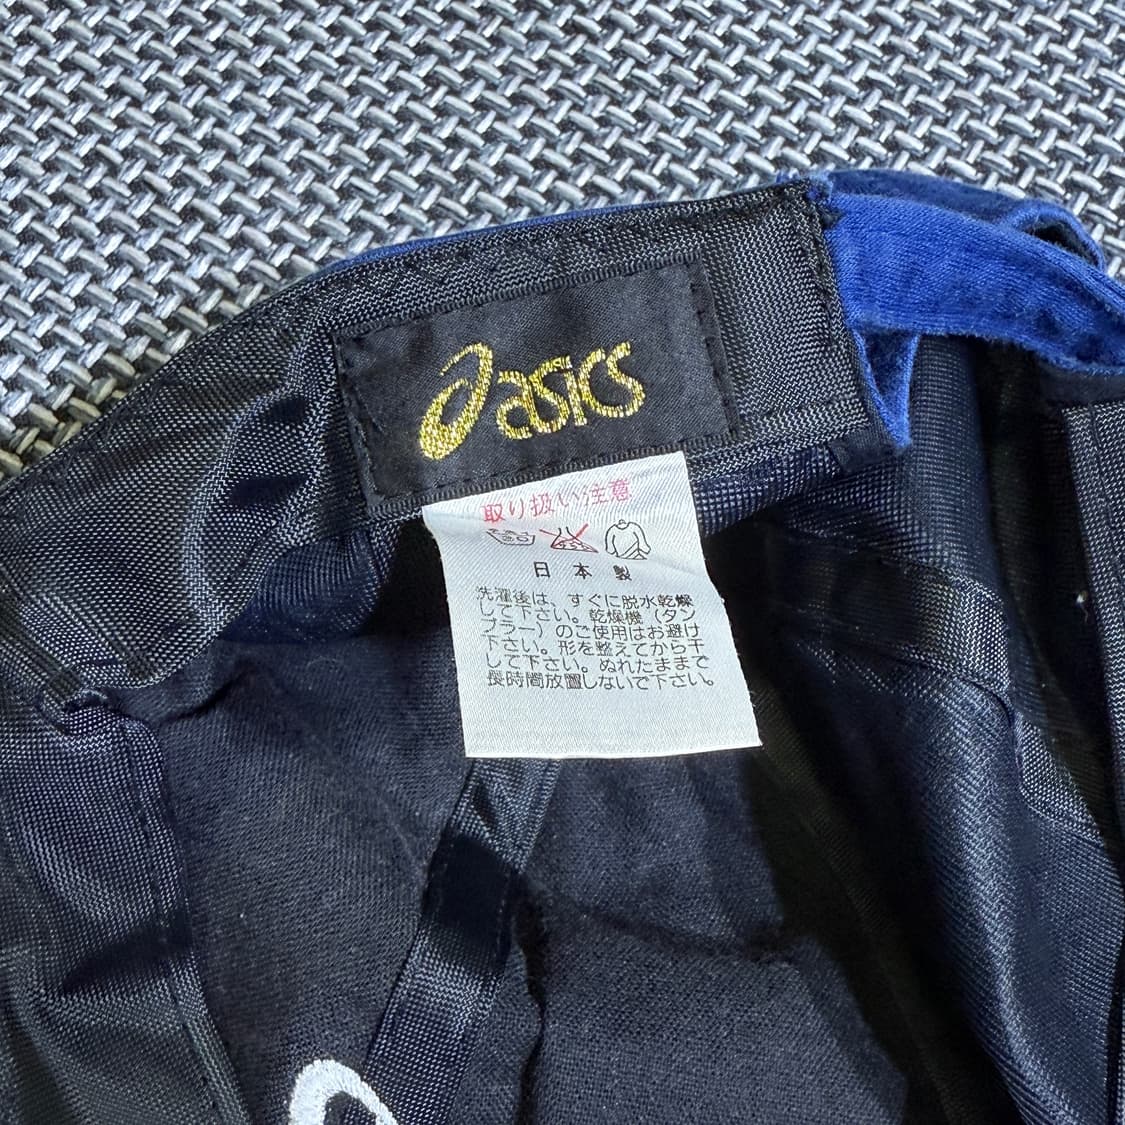 asics
取り扱い注意
日本製
洗濯後は、すぐに脱水乾燥
して下さい。乾燥機（タン
ブラー）のご使用はお避け
下さい。形を整えてから干
して下さい。ぬれたままで
長時間放置しないで下さい。